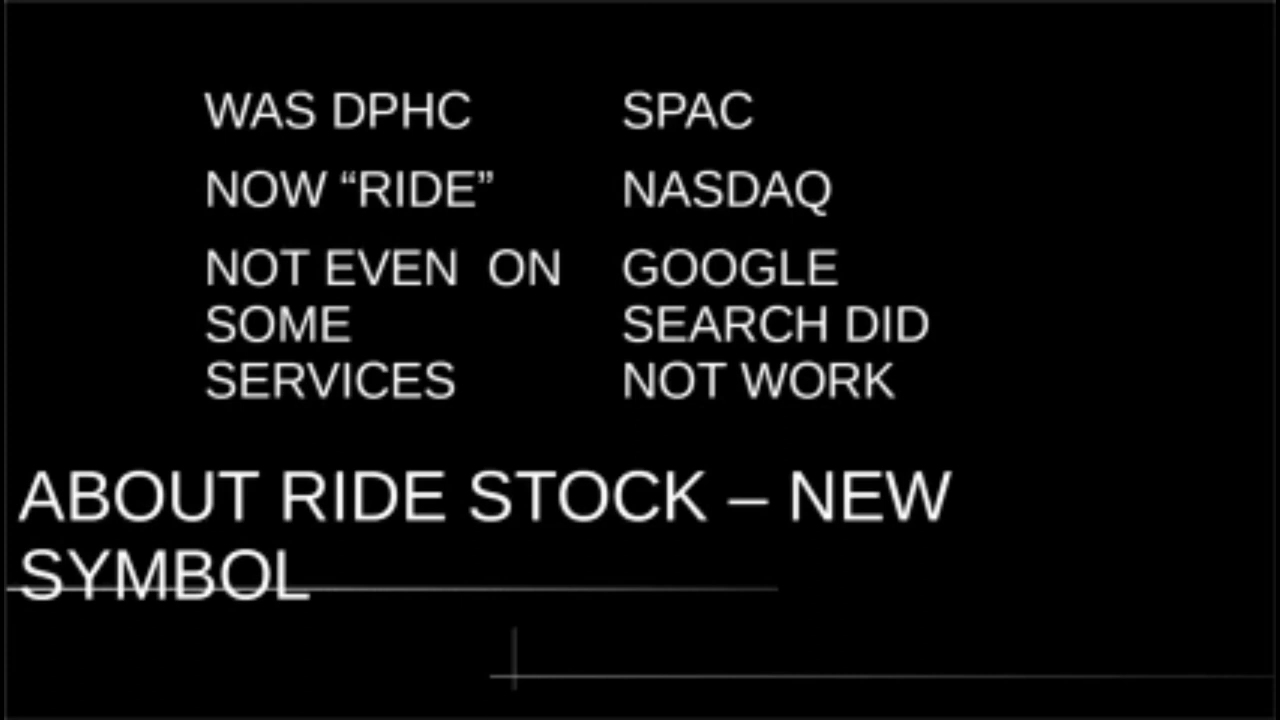 WAS DPHC
NOW “RIDE”
NOT EVEN  ON
SOME
SERVICES
SPAC
NASDAQ
GOOGLE
SEARCH DID
NOT WORK
ABOUT RIDE STOCK – NEW
SYMBOL